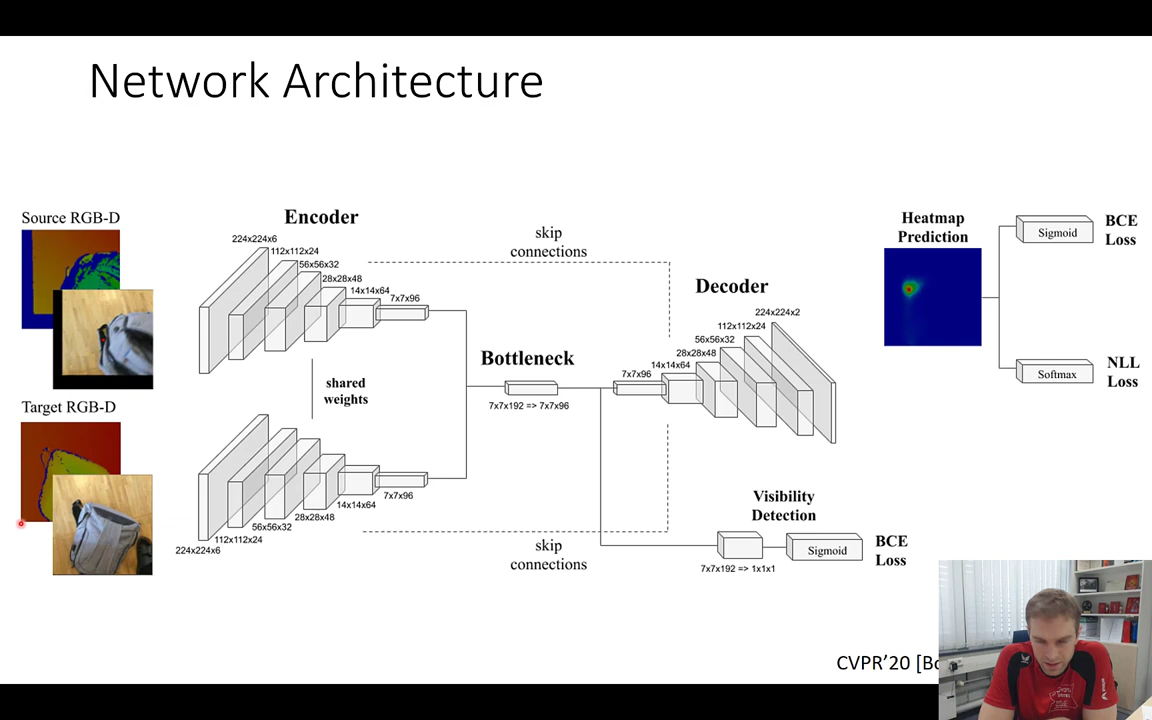 Network Architecture
Source RGB-D
Target RGB-D
Encoder
224x224x6
112x112x24
56x56x32
28x28x48
14x14x64
7x7x96
shared
weights
224x224x6
112x112x24
56x56x32
28x28x48
14x14x64
7x7x96
skip
connections
skip
connections
Bottleneck
7x7x192 => 7x7x96
Decoder
7x7x96
14x14x64
28x28x48
56x56x32
112x112x24
224x224x2
Visibility
Detection
7x7x192 => 1x1x1
Sigmoid
BCE
Loss
Heatmap
Prediction
Sigmoid
BCE
Loss
Softmax
NLL
Loss
CVPR'20